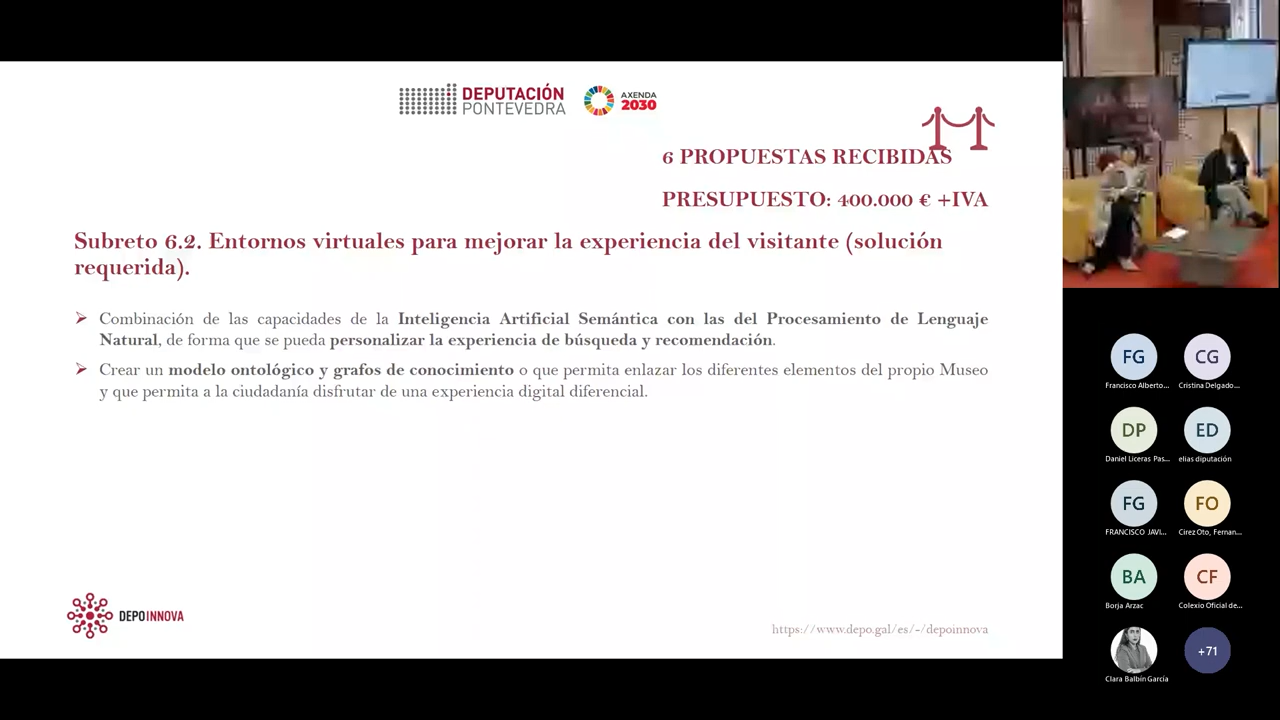 DEPUTACIÓN
PONTEVEDRA
AXENDA
2030
6 PROPUESTAS RECIBIDAS
PRESUPUESTO: 400.000 € +IVA
Subreto 6.2. Entornos virtuales para mejorar la experiencia del visitante (solución
requerida).
Combinación de las capacidades de la Inteligencia Artificial Semántica con las del Procesamiento de Lenguaje
Natural, de forma que se pueda personalizar la experiencia de búsqueda y recomendación.
Crear un modelo ontológico y grafos de conocimiento o que permita enlazar los diferentes elementos del propio Museo
y que permita a la ciudadanía disfrutar de una experiencia digital diferencial.
DEPOINNOVA
https://www.depo.gal/es/-/depoinnova
FG CG
Francisco Alberto... Cristina Delgado...
DP ED
Daniel Liceras Pas... elias diputación
FG FO
FRANCISCO JAVI... Cirez Oto, Fernan...
BA CF
Borja Arzac Colexio Oficial de...
+71
Clara Balbín García